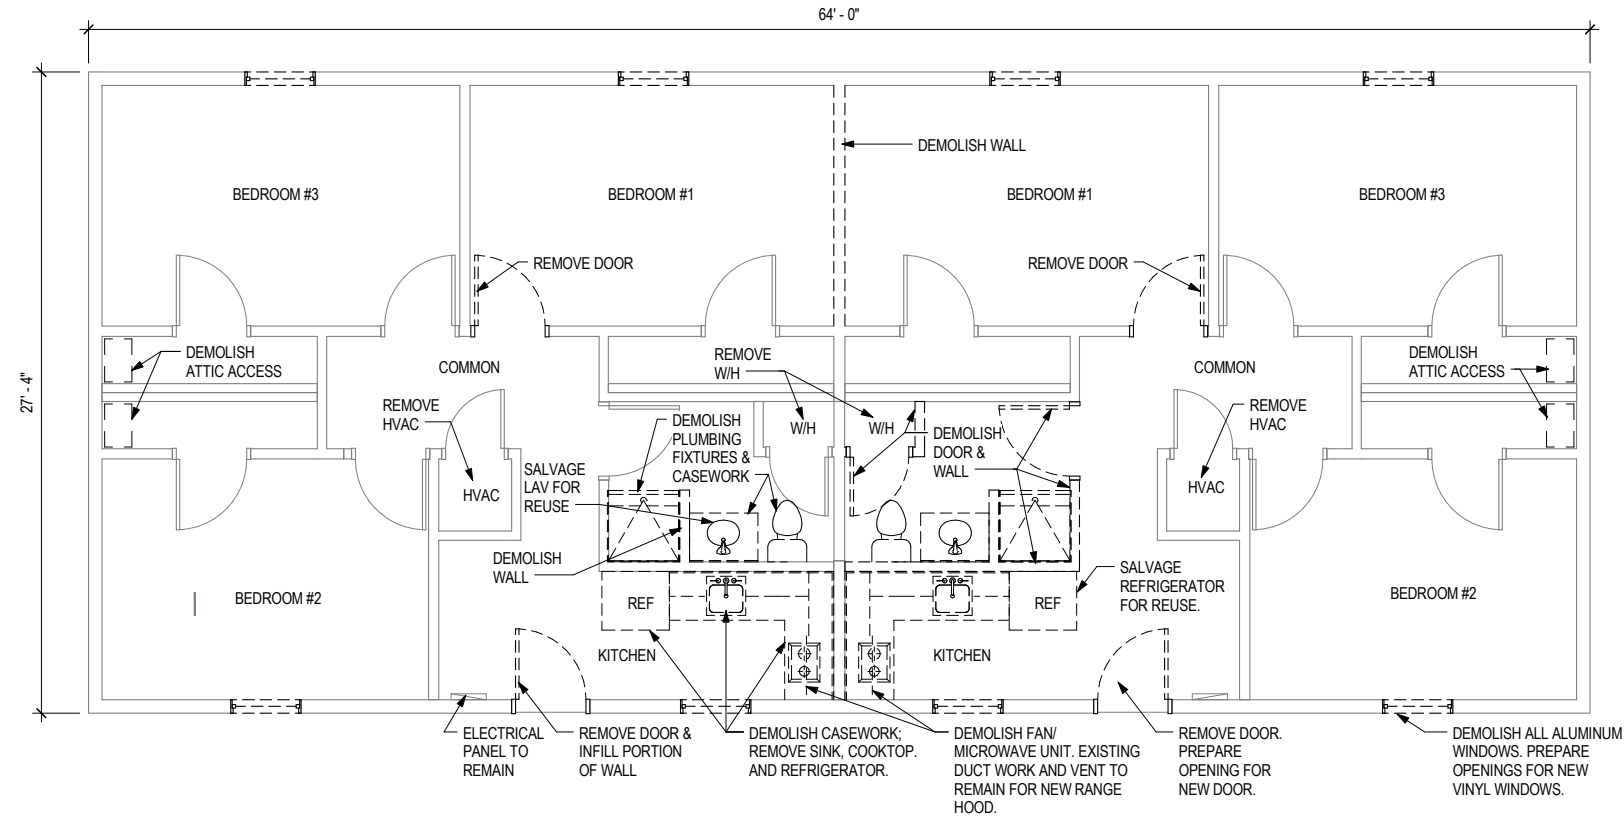 64' - 0"
27' - 4"
DEMOLISH WALL
BEDROOM #3
BEDROOM #1
BEDROOM #1
BEDROOM #3
REMOVE DOOR
REMOVE DOOR
DEMOLISH
ATTIC ACCESS
COMMON
REMOVE
W/H
COMMON
DEMOLISH
ATTIC ACCESS
REMOVE
HVAC
DEMOLISH
PLUMBING
FIXTURES &
CASEWORK
W/H
W/H
DEMOLISH
DOOR &
WALL
REMOVE
HVAC
SALVAGE
LAV FOR
REUSE
HVAC
HVAC
DEMOLISH
WALL
SALVAGE
REFRIGERATOR
FOR REUSE.
BEDROOM #2
REF
REF
BEDROOM #2
KITCHEN
KITCHEN
ELECTRICAL
PANEL TO
REMAIN
REMOVE DOOR &
INFILL PORTION
OF WALL
DEMOLISH CASEWORK;
REMOVE SINK, COOKTOP.
AND REFRIGERATOR.
DEMOLISH FAN/
MICROWAVE UNIT. EXISTING
DUCT WORK AND VENT TO
REMAIN FOR NEW RANGE
HOOD.
REMOVE DOOR.
PREPARE
OPENING FOR
NEW DOOR.
DEMOLISH ALL ALUMINUM
WINDOWS. PREPARE
OPENINGS FOR NEW
VINYL WINDOWS.